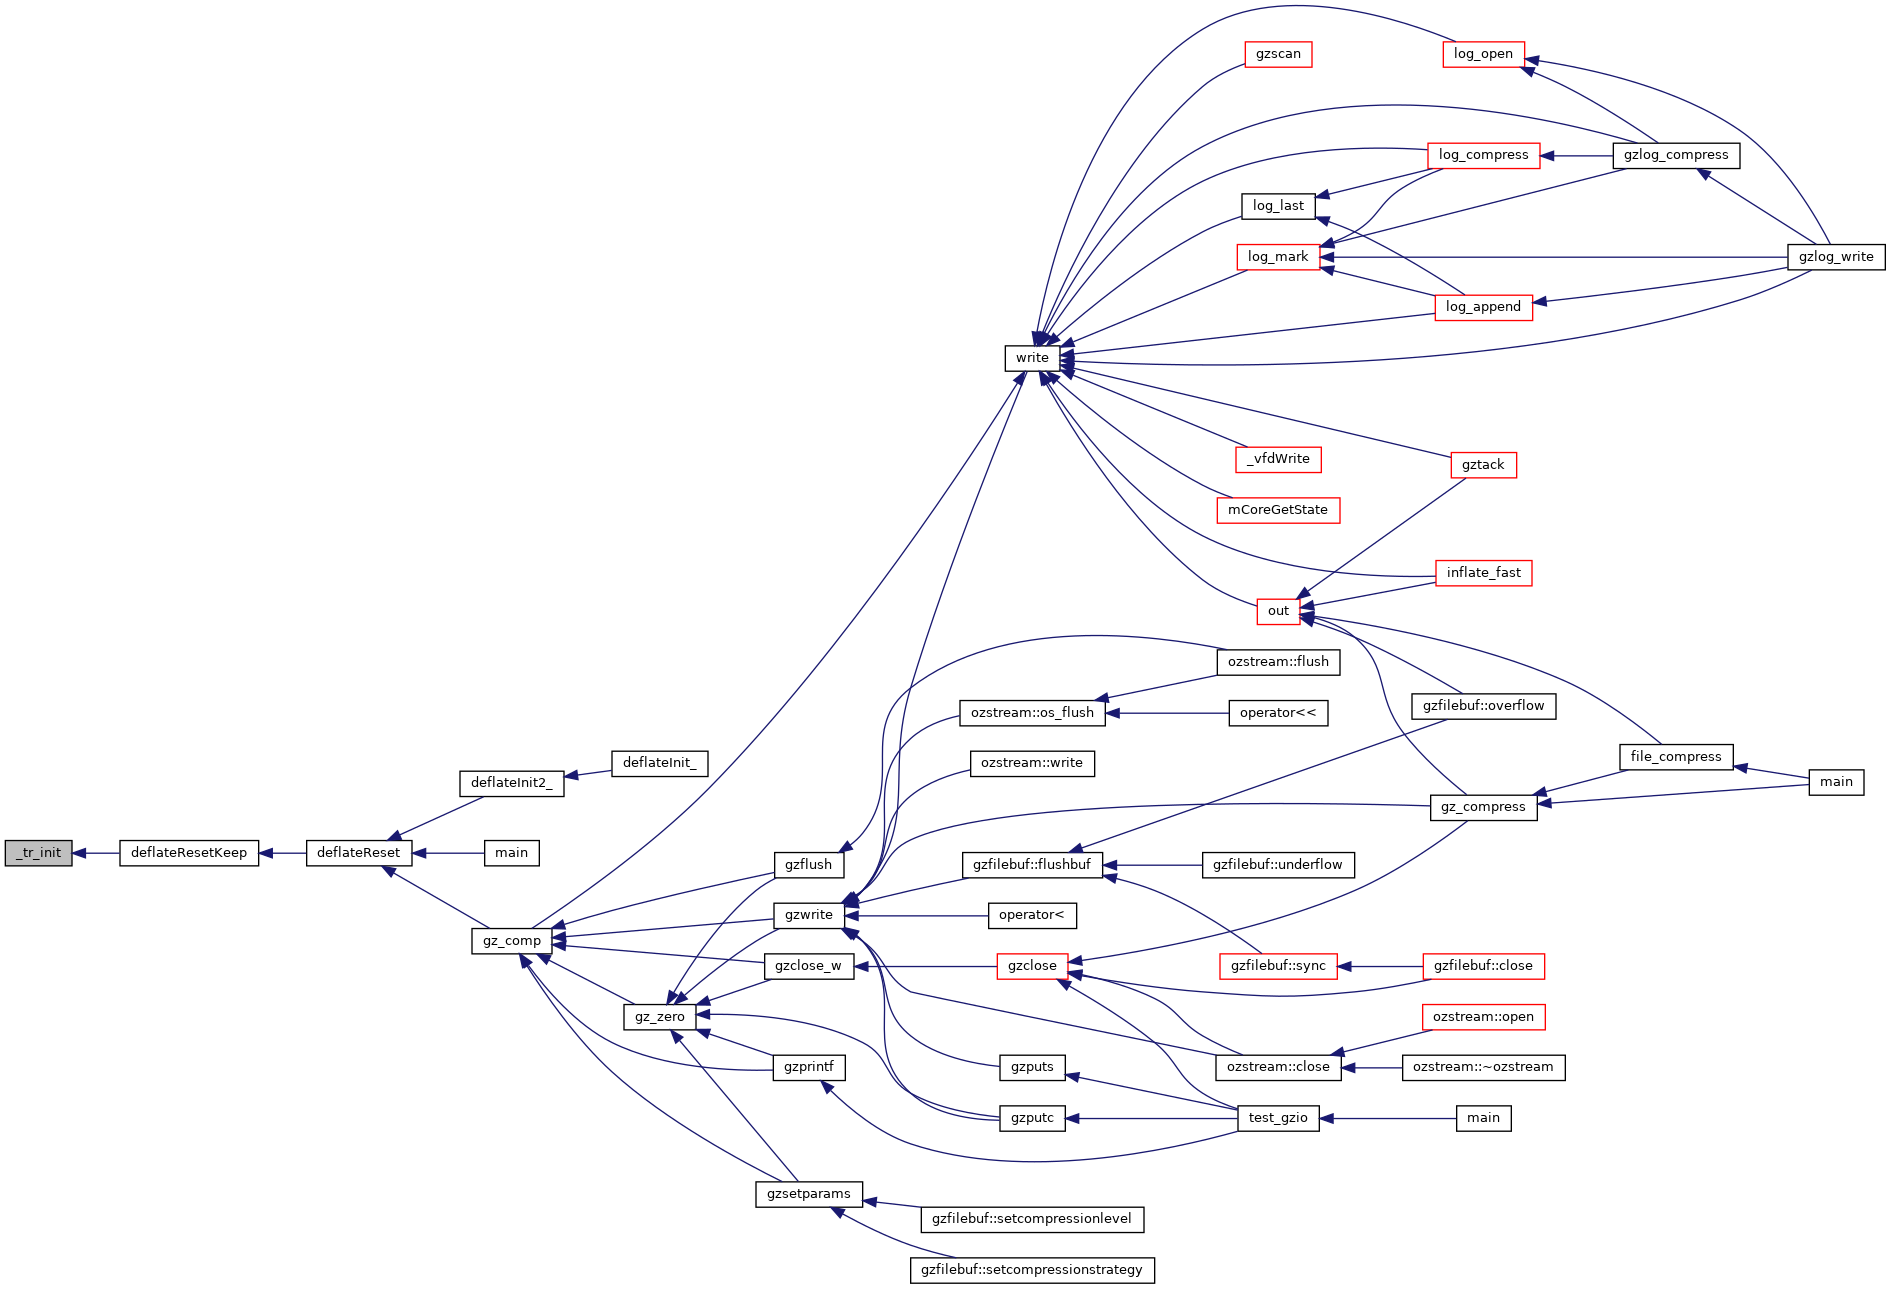 log_open
gzscan
log_compress
gzlog_compress
log_last
log_mark
gzlog_write
log_append
write
_vfdWrite
gztack
mCoreGetState
inflate_fast
out
ozstream::flush
ozstream::os_flush
operator<<
gzfilebuf::overflow
deflateInit_
ozstream::write
file_compress
deflateInit2_
main
gz_compress
_tr_init
deflateResetKeep
deflateReset
main
gzflush
gzfilebuf::flushbuf
gzfilebuf::underflow
gzwrite
operator<
gz_comp
gzclose_w
gzclose
gzfilebuf::sync
gzfilebuf::close
gz_zero
ozstream::open
gzprintf
gzputs
ozstream::close
ozstream::~ozstream
gzputc
test_gzio
main
gzsetparams
gzfilebuf::setcompressionlevel
gzfilebuf::setcompressionstrategy